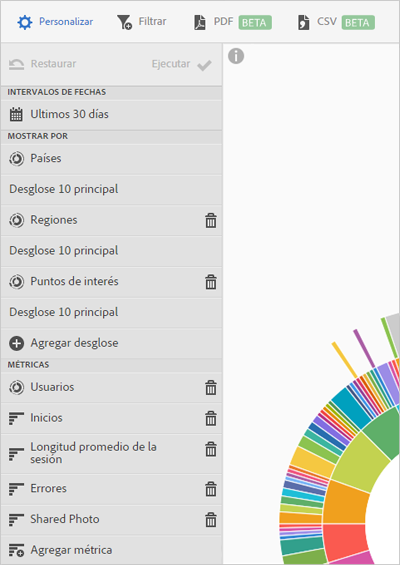 Personalizar Filtrar PDF BETA CSV BETA
Restaurar Ejecutar
INTERVALOS DE FECHAS
Ultimos 30 días
MOSTRAR POR
Países
Desglose 10 principal
Regiones
Desglose 10 principal
Puntos de interés
Desglose 10 principal
Agregar desglose
MÉTRICAS
Usuarios
Inicios
Longitud promedio de la
sesión
Errores
Shared Photo
Agregar métrica